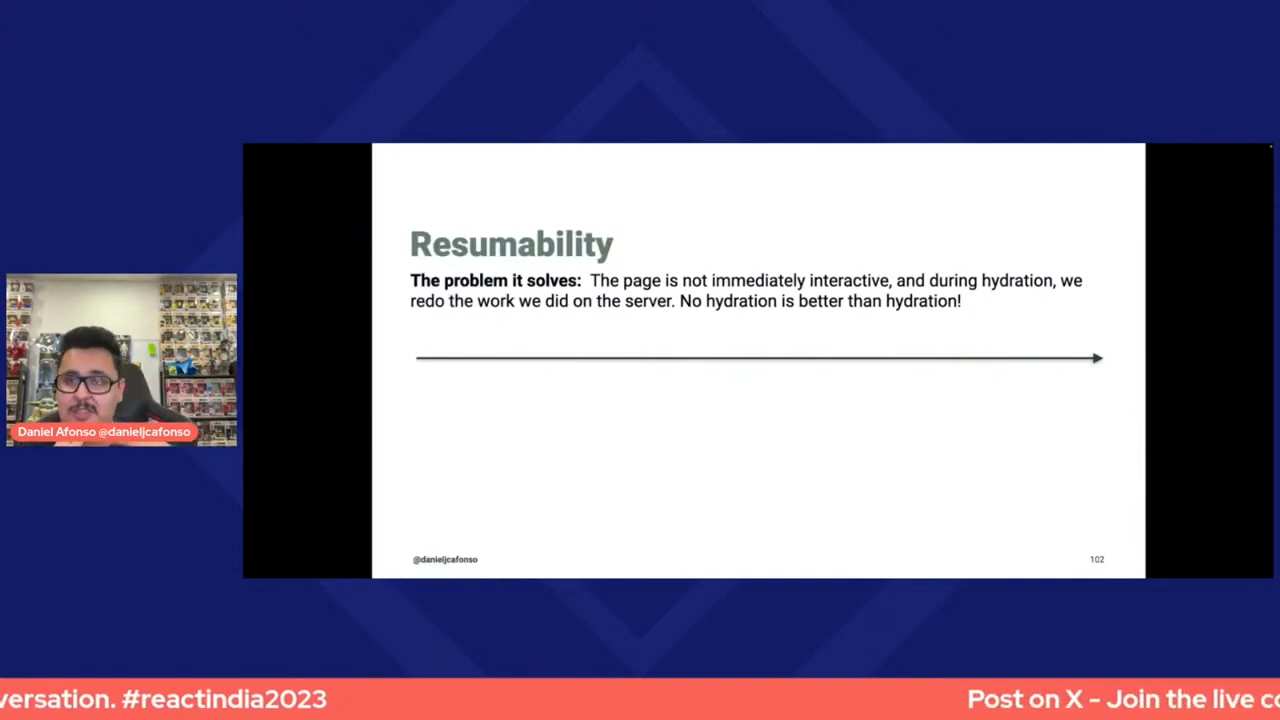 Resumability
The problem it solves: The page is not immediately interactive, and during hydration, we
redo the work we did on the server. No hydration is better than hydration!
Daniel Afonso @danieljcafonso
@danieljcafonso
102
versation. #reactindia2023
Post on X - Join the live co